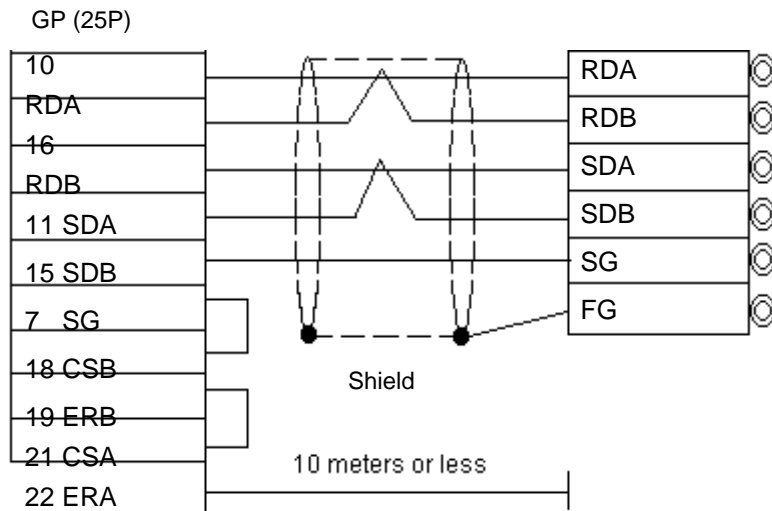 GP (25P)
10
RDA
16
RDB
11 SDA
15 SDB
7 SG
18 CSB
19 ERB
21 CSA
22 ERA
RDA
RDB
SDA
SDB
SG
FG
Shield
10 meters or less